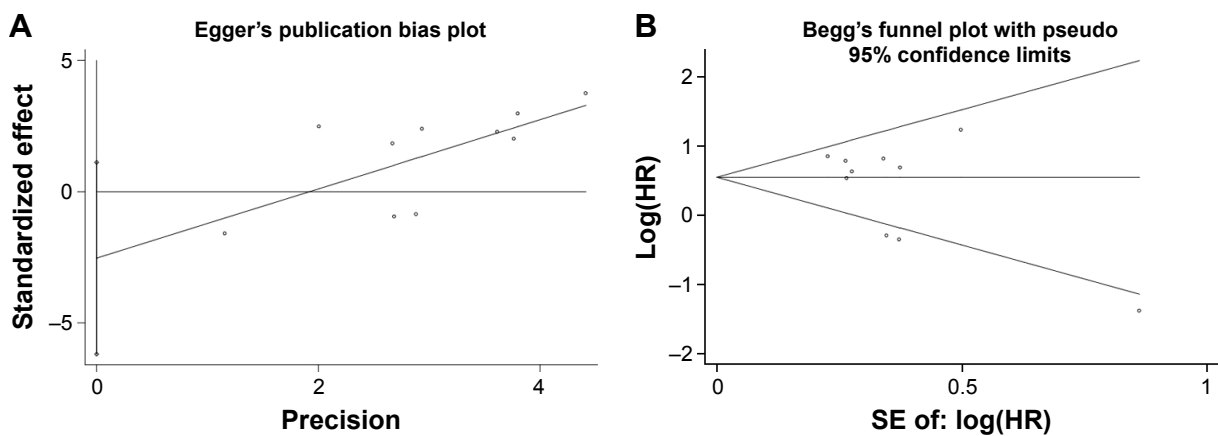 A
Egger's publication bias plot
Standardized effect
5
0
–5
0
2
4
Precision
B
Begg's funnel plot with pseudo
95% confidence limits
Log(HR)
2
1
0
–1
–2
0
0.5
1
SE of: log(HR)